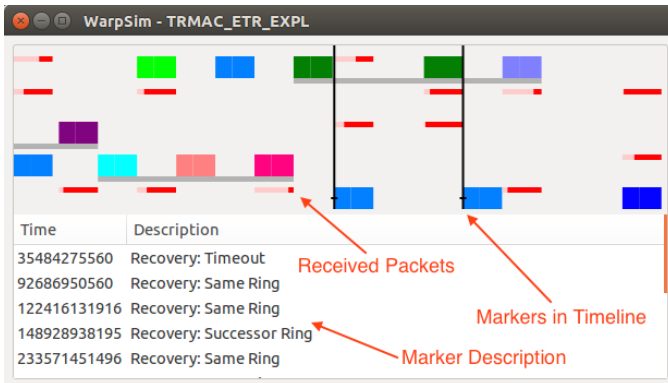 WarpSim - TRMAC_ETR_EXPL
Time Description
35484275560 Recovery: Timeout
92686950560 Recovery: Same Ring
122416131916 Recovery: Same Ring
148928938195 Recovery: Successor Ring
233571451496 Recovery: Same Ring
Received Packets
Markers in Timeline
Marker Description